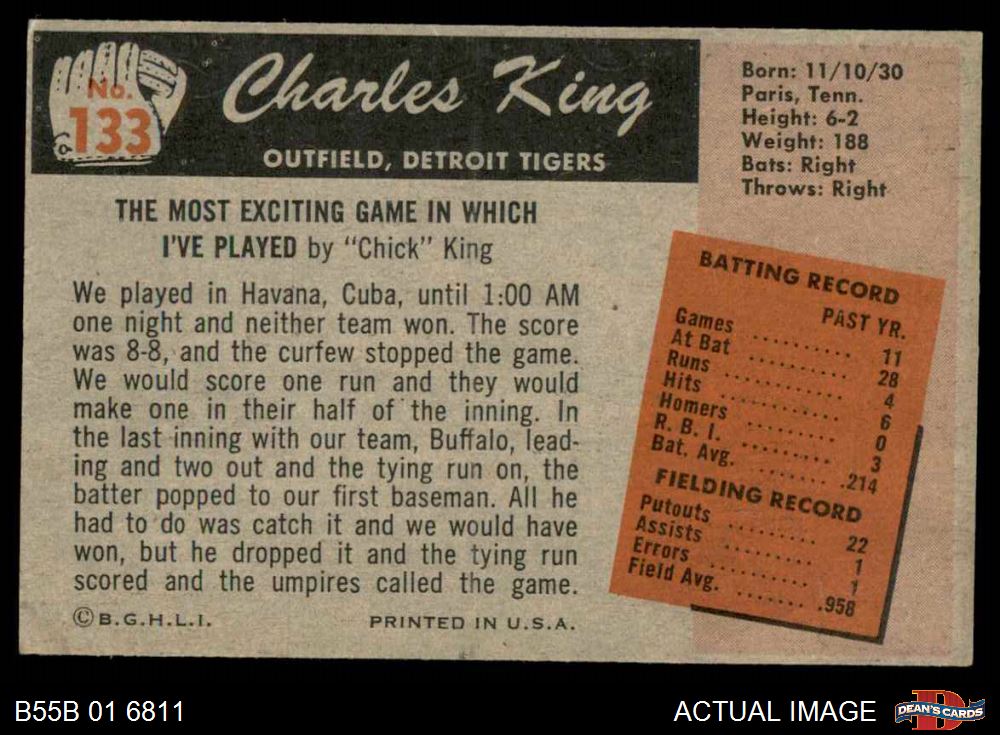 No.
133
Charles King
OUTFIELD, DETROIT TIGERS
Born: 11/10/30
Paris, Tenn.
Height: 6-2
Weight: 188
Bats: Right
Throws: Right
THE MOST EXCITING GAME IN WHICH
I'VE PLAYED by "Chick" King
We played in Havana, Cuba, until 1:00 AM
one night and neither team won. The score
was 8-8, and the curfew stopped the game.
We would score one run and they would
make one in their half of the inning. In
the last inning with our team, Buffalo, lead-
ing and two out and the tying run on, the
batter popped to our first baseman. All he
had to do was catch it and we would have
won, but he dropped it and the tying run
scored and the umpires called the game.
©B.G.H.L.I.
PRINTED IN U.S.A.
BATTING RECORD
PAST YR.
Games .......... 11
At Bat .......... 28
Runs .......... 4
Hits .......... 6
Homers .......... 0
R. B. I. .......... 3
Bat. Avg. ....... .214
FIELDING RECORD
Putouts ......... 22
Assists .......... 1
Errors .......... 1
Field Avg. ....... .958
B55B 01 6811
ACTUAL IMAGE
DEAN'S CARDS